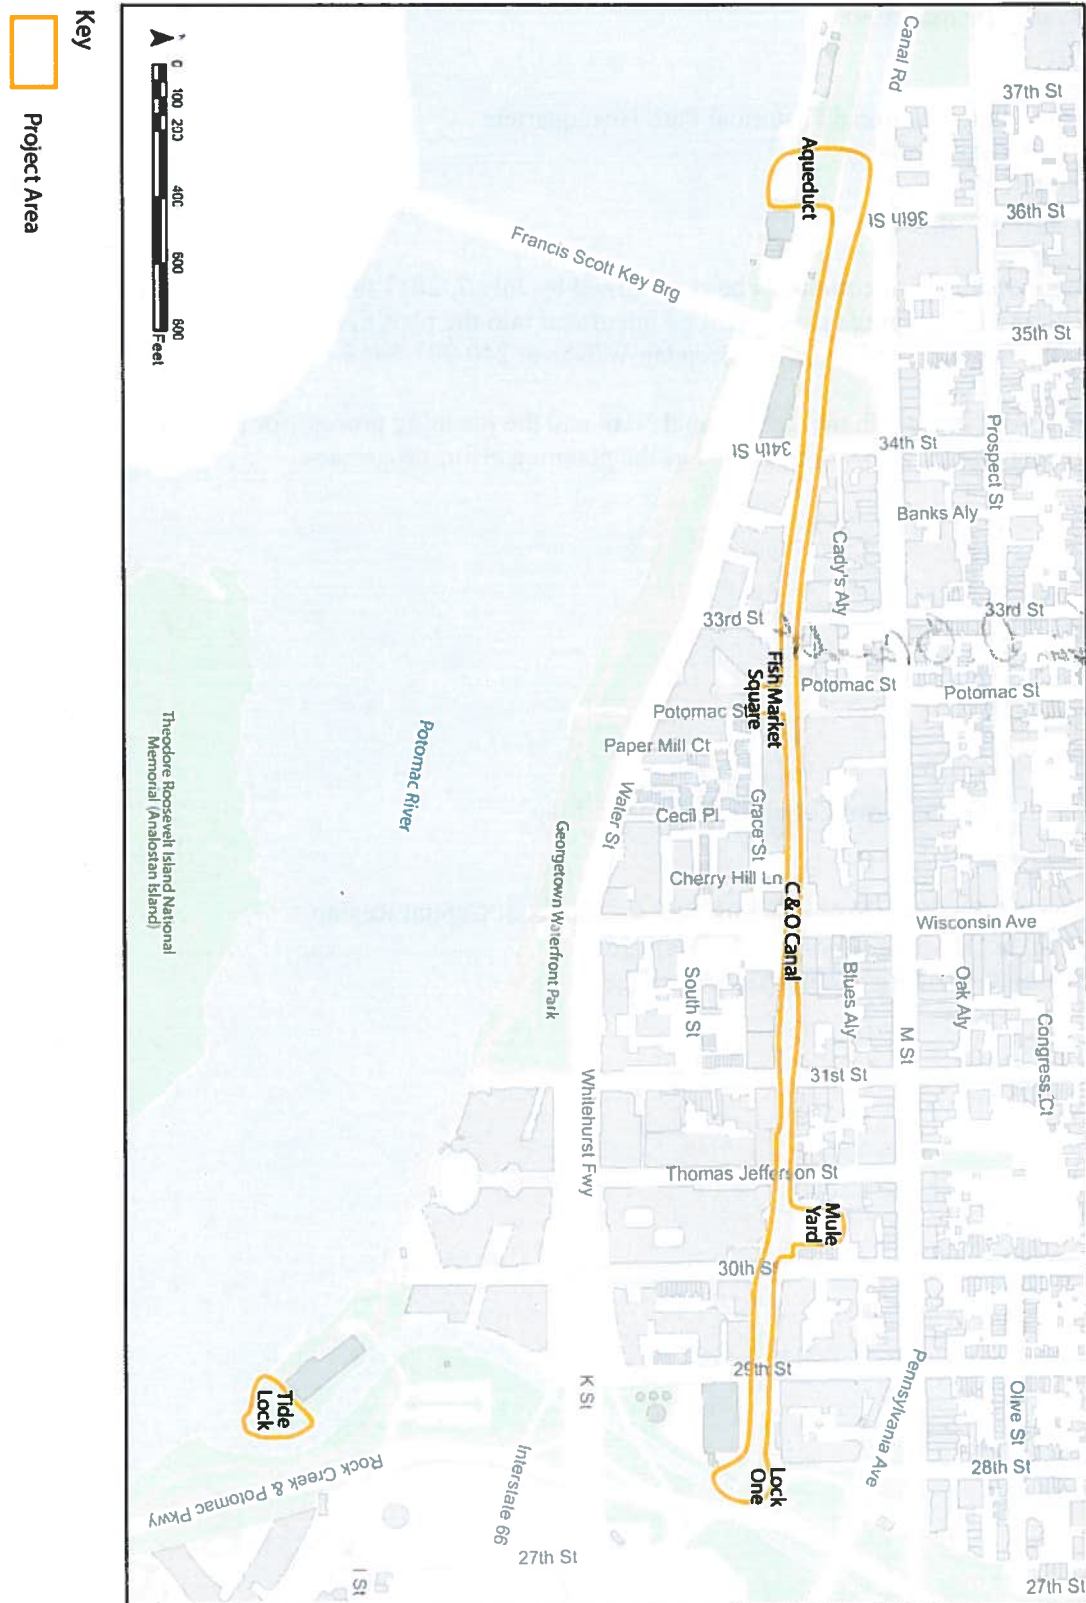 Key
Project Area
0 100 200 400 600 800
Feet
Canal Rd
37th St
36th St
36th St
35th St
Aqueduct
Francis Scott Key Brg
34th St
34th St
Prospect St
Banks Aly
Cady's Aly
33rd St
33rd St
Fish Market
Square
Potomac St
Potomac St
Potomac St
Paper Mill Ct
Water St
Cecil Pl
Grace St
Cherry Hill Ln
C & O Canal
Wisconsin Ave
Potomac River
Georgetown Waterfront Park
Theodore Roosevelt Island National
Memorial (Analostan Island)
South St
Blues Aly
Oak Aly
M St
Congress Ct
31st St
Whitehurst Fwy
Thomas Jefferson St
Mule
Yard
30th St
29th St
K St
Pennsylvania Ave
Olive St
28th St
Tide
Lock
Lock
One
Rock Creek & Potomac Pkwy
Interstate 66
27th St
27th St
I St